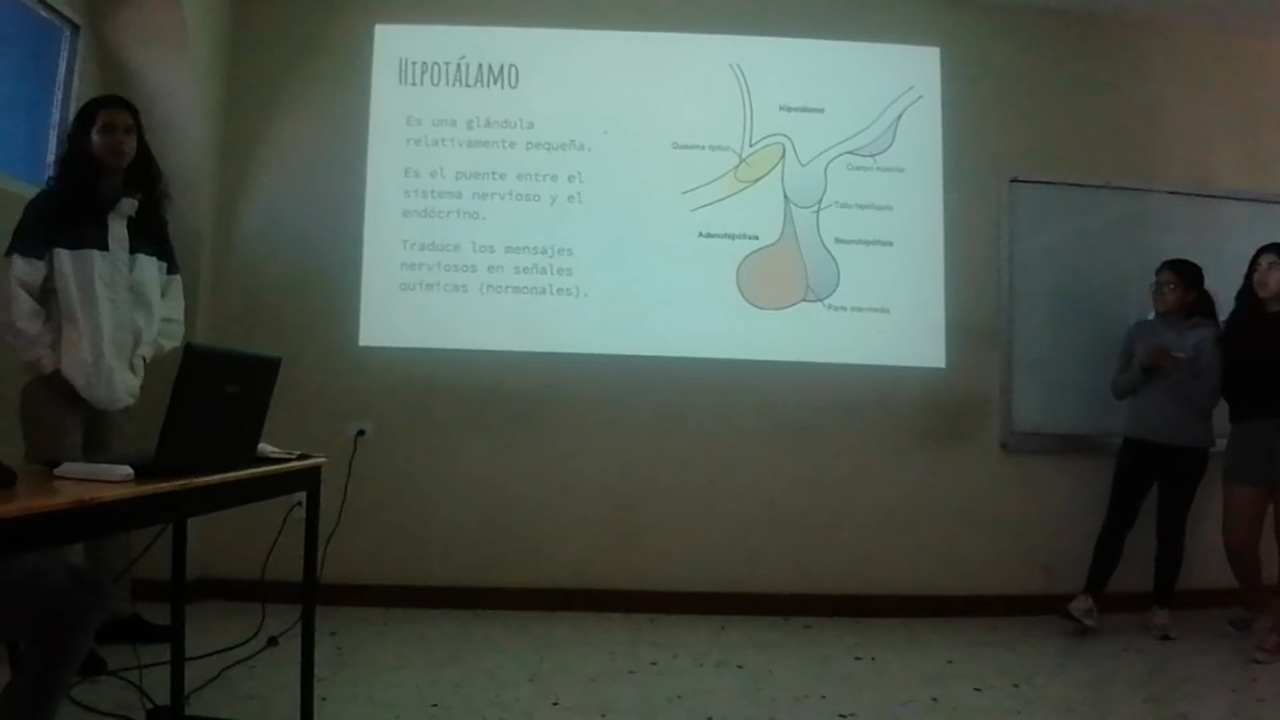 HIPOTÁLAMO
Es una glándula
relativamente pequeña.
Es el puente entre el
sistema nervioso y el
endócrino.
Traduce los mensajes
nerviosos en señales
químicas (hormonales).
Hipotálamo
Quiasma óptico
Cuerpo mamilar
Tallo hipofisario
Adenohipófisis
Neurohipófisis
Parte intermedia